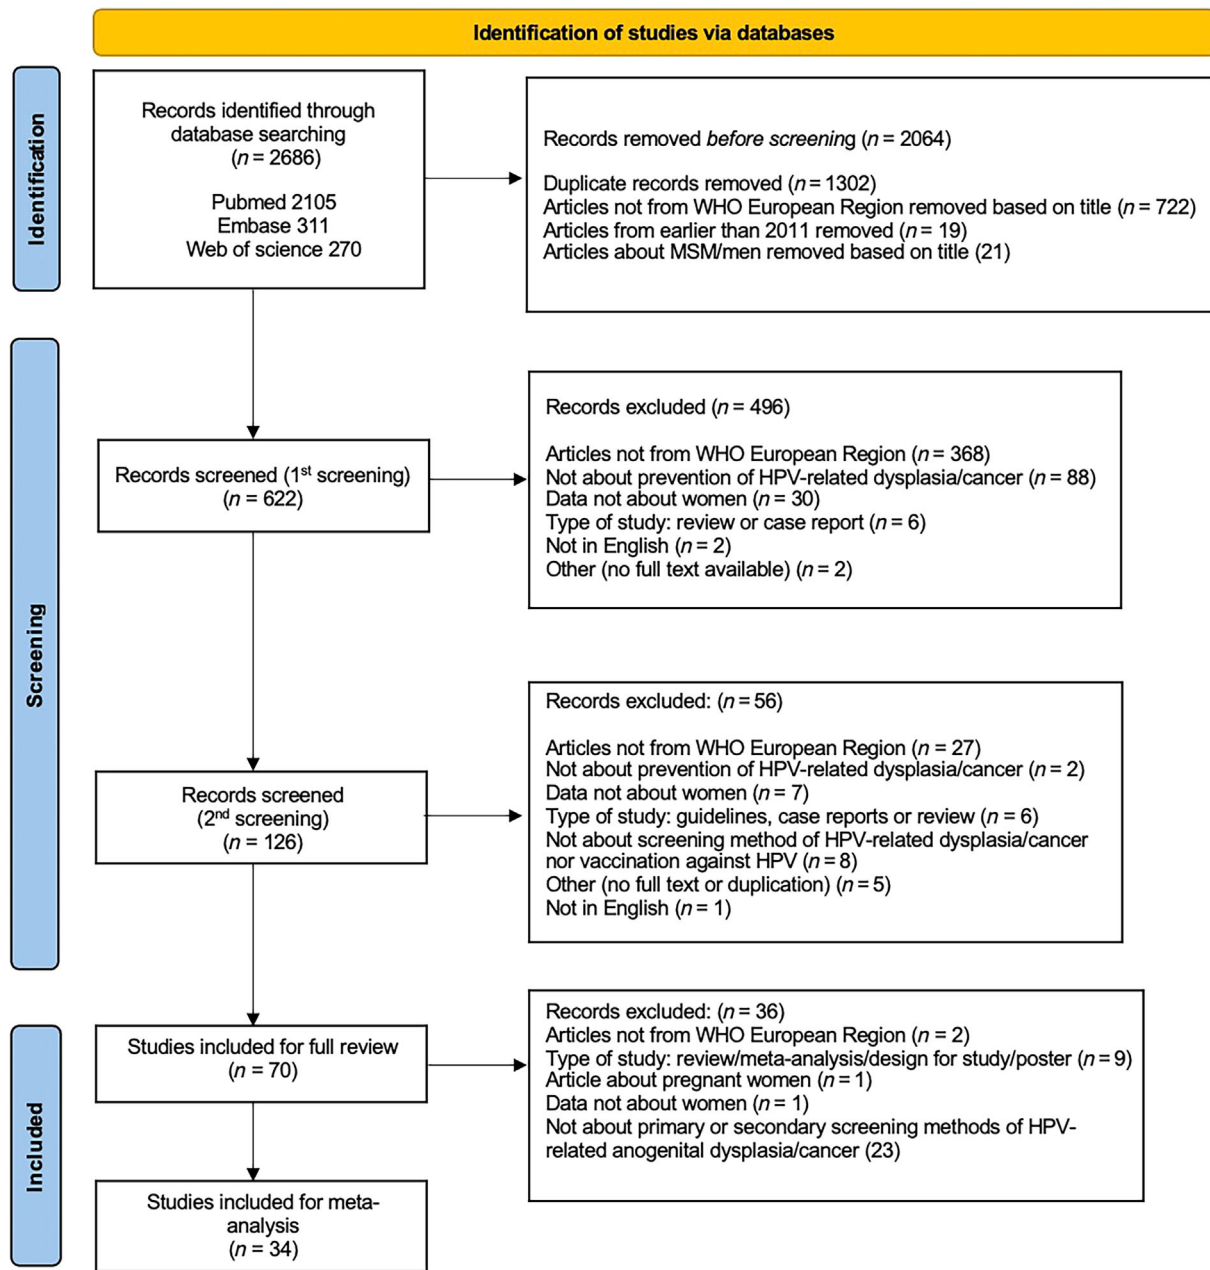 Identification of studies via databases
Identification
Records identified through
database searching
(n = 2686)
Pubmed 2105
Embase 311
Web of science 270
Records removed before screening (n = 2064)
Duplicate records removed (n = 1302)
Articles not from WHO European Region removed based on title (n = 722)
Articles from earlier than 2011 removed (n = 19)
Articles about MSM/men removed based on title (21)
Screening
Records screened (1st screening)
(n = 622)
Records excluded (n = 496)
Articles not from WHO European Region (n = 368)
Not about prevention of HPV-related dysplasia/cancer (n = 88)
Data not about women (n = 30)
Type of study: review or case report (n = 6)
Not in English (n = 2)
Other (no full text available) (n = 2)
Records screened
(2nd screening)
(n = 126)
Records excluded: (n = 56)
Articles not from WHO European Region (n = 27)
Not about prevention of HPV-related dysplasia/cancer (n = 2)
Data not about women (n = 7)
Type of study: guidelines, case reports or review (n = 6)
Not about screening method of HPV-related dysplasia/cancer
nor vaccination against HPV (n = 8)
Other (no full text or duplication) (n = 5)
Not in English (n = 1)
Included
Studies included for full review
(n = 70)
Records excluded: (n = 36)
Articles not from WHO European Region (n = 2)
Type of study: review/meta-analysis/design for study/poster (n = 9)
Article about pregnant women (n = 1)
Data not about women (n = 1)
Not about primary or secondary screening methods of HPV-
related anogenital dysplasia/cancer (23)
Studies included for meta-
analysis
(n = 34)